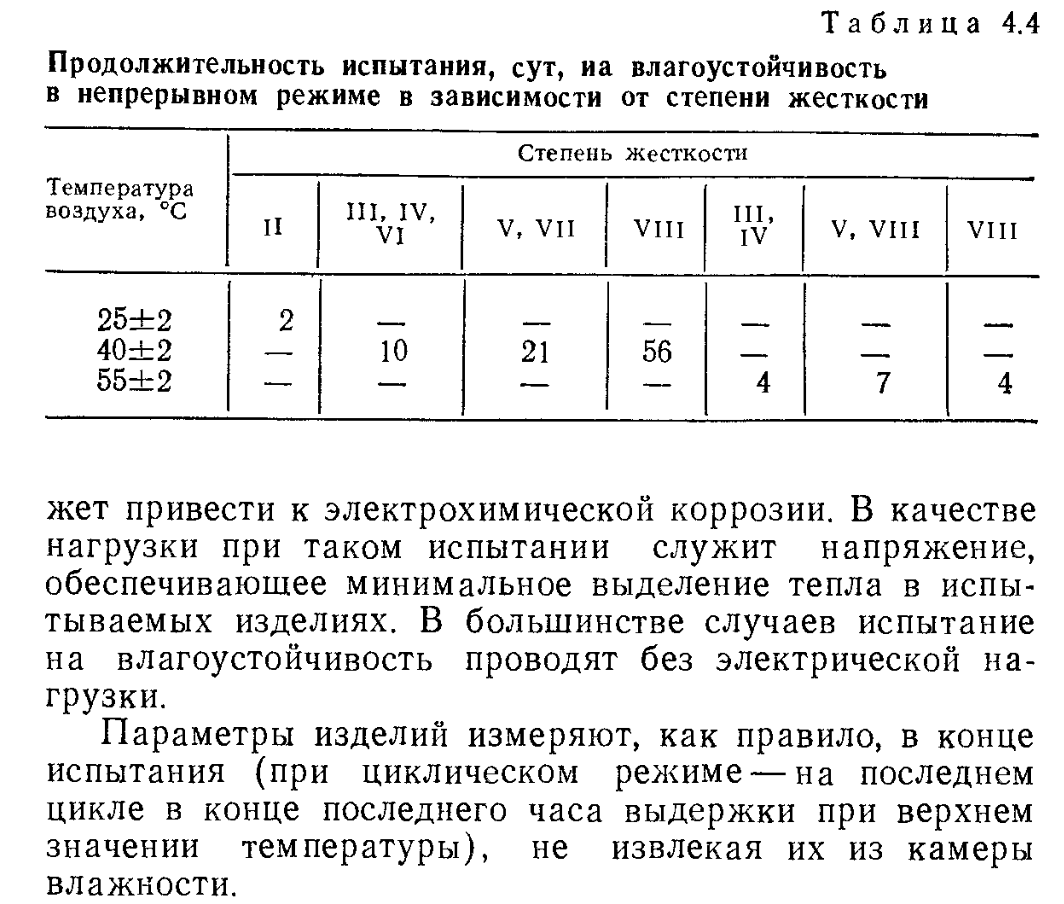 Таблица 4.4
Продолжительность испытания, сут, иа влагоустойчивость
в непрерывном режиме в зависимости от степени жесткости
Температура воздуха, °С | Степень жесткости
II | III, IV, VI | V, VII | VIII | III, IV | V, VIII | VIII
25±2 | 2 | — | — | — | — | — | —
40±2 | — | 10 | 21 | 56 | — | — | —
55±2 | — | — | — | — | 4 | 7 | 4
жет привести к электрохимической коррозии. В качестве
нагрузки при таком испытании служит напряжение,
обеспечивающее минимальное выделение тепла в испы-
тываемых изделиях. В большинстве случаев испытание
на влагоустойчивость проводят без электрической на-
грузки.
Параметры изделий измеряют, как правило, в конце
испытания (при циклическом режиме — на последнем
цикле в конце последнего часа выдержки при верхнем
значении температуры), не извлекая их из камеры
влажности.